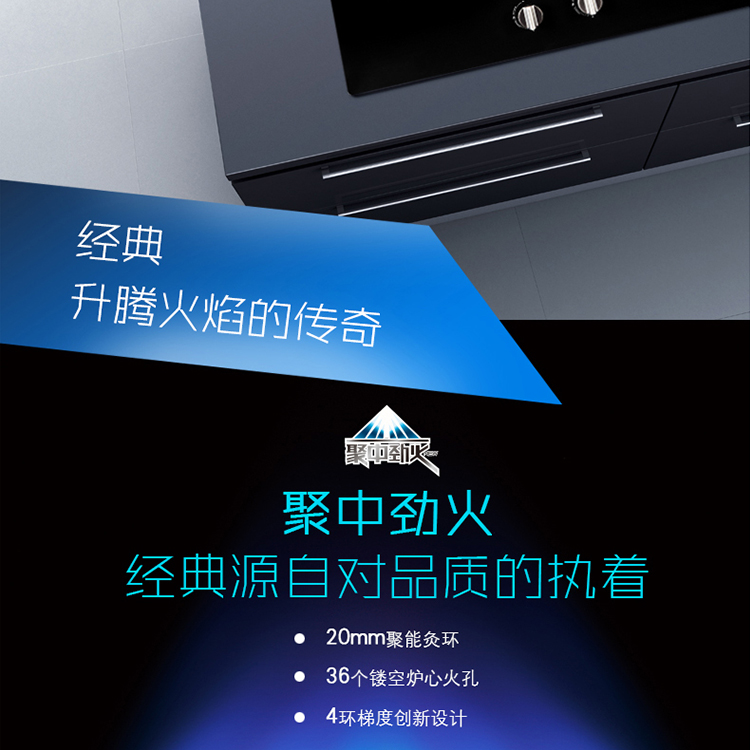 经典
升腾火焰的传奇
聚中劲火
聚中劲火
经典源自对品质的执着
20mm聚能灸环
36个镂空炉心火孔
4环梯度创新设计